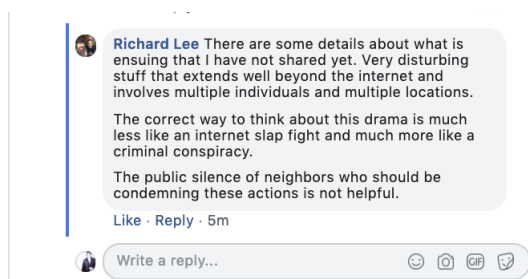 Richard Lee There are some details about what is
ensuing that I have not shared yet. Very disturbing
stuff that extends well beyond the internet and
involves multiple individuals and multiple locations.
The correct way to think about this drama is much
less like an internet slap fight and much more like a
criminal conspiracy.
The public silence of neighbors who should be
condemning these actions is not helpful.
Like · Reply · 5m
Write a reply...
GIF